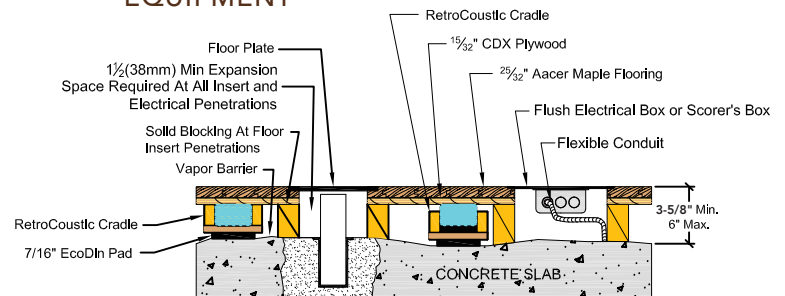 EQUIPMENT
RetroCoustic Cradle
Floor Plate
15/32" CDX Plywood
1½(38mm) Min Expansion
Space Required At All Insert and
Electrical Penetrations
25/32" Aacer Maple Flooring
Flush Electrical Box or Scorer's Box
Solid Blocking At Floor
Insert Penetrations
Flexible Conduit
Vapor Barrier
3-5/8" Min.
6" Max.
RetroCoustic Cradle
7/16" EcoDin Pad
CONCRETE SLAB